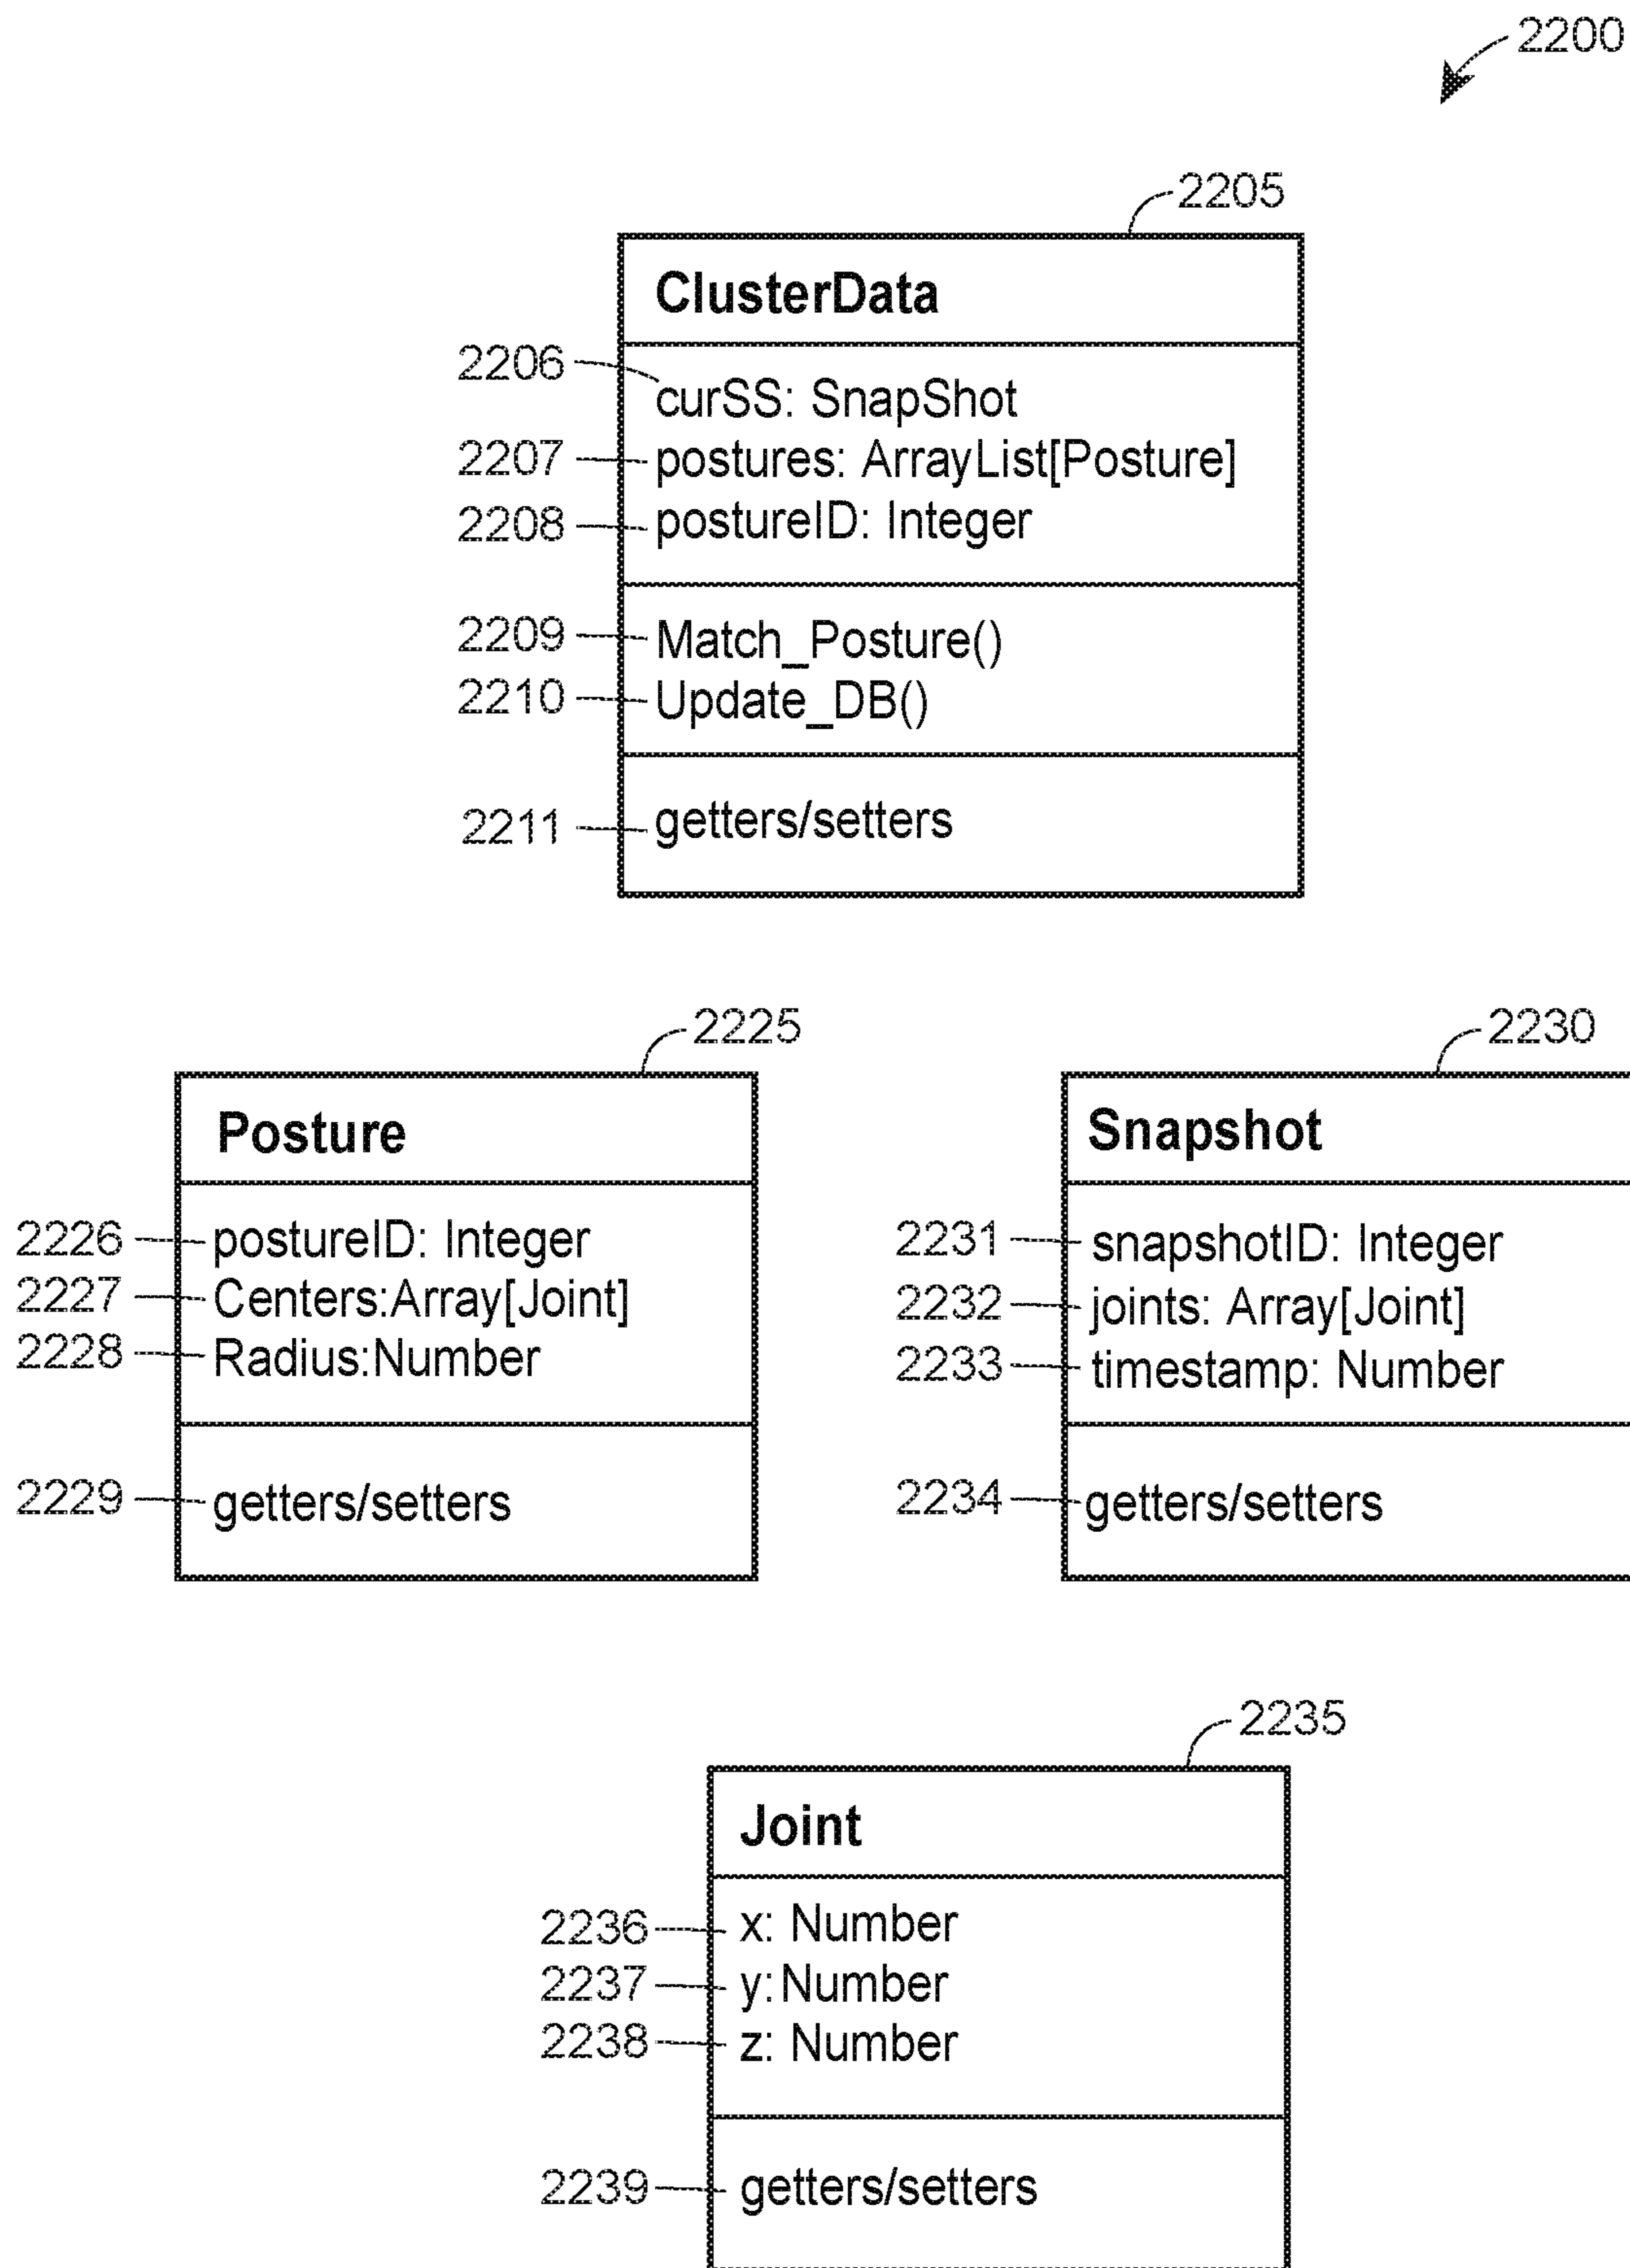 2200
2205
ClusterData
2206 curSS: SnapShot
2207 postures: ArrayList[Posture]
2208 postureID: Integer
2209 Match_Posture()
2210 Update_DB()
2211 getters/setters
2225
Posture
2226 postureID: Integer
2227 Centers:Array[Joint]
2228 Radius:Number
2229 getters/setters
2230
Snapshot
2231 snapshotID: Integer
2232 joints: Array[Joint]
2233 timestamp: Number
2234 getters/setters
2235
Joint
2236 x: Number
2237 y:Number
2238 z: Number
2239 getters/setters